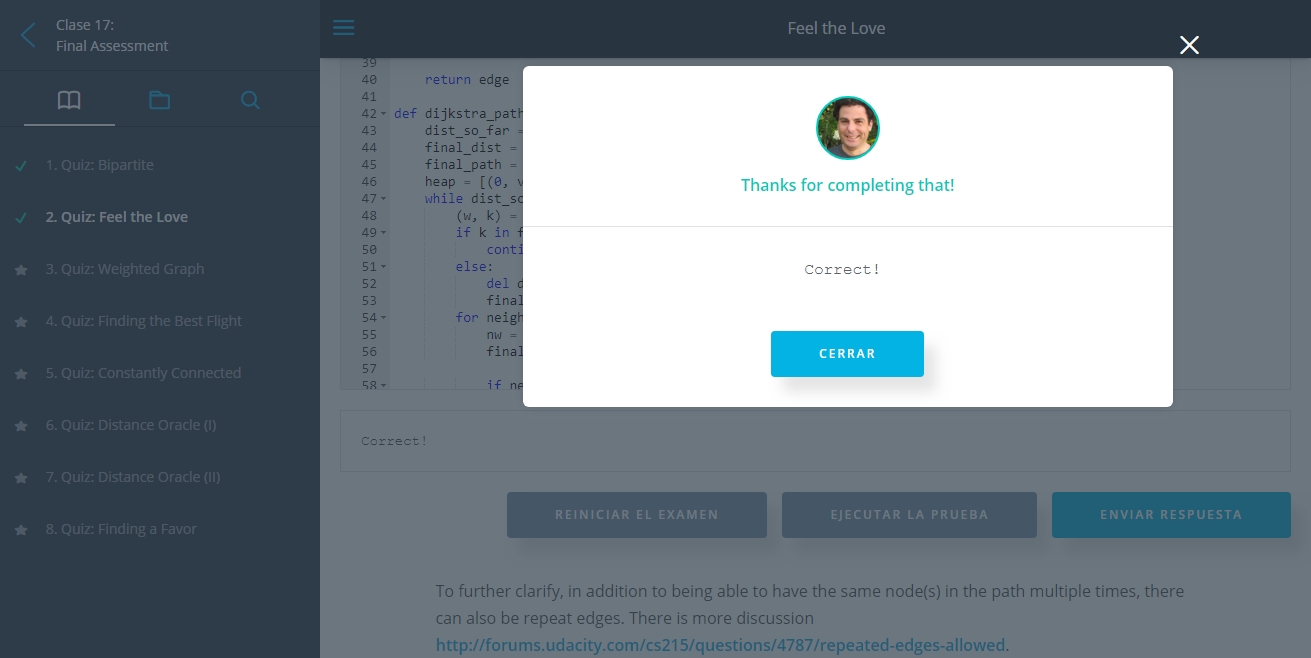 Clase 17:
Final Assessment
Feel the Love
1. Quiz: Bipartite
2. Quiz: Feel the Love
3. Quiz: Weighted Graph
4. Quiz: Finding the Best Flight
5. Quiz: Constantly Connected
6. Quiz: Distance Oracle (I)
7. Quiz: Distance Oracle (II)
8. Quiz: Finding a Favor
39
40 return edge
41
42 def dijkstra_path
43 dist_so_far =
44 final_dist =
45 final_path =
46 heap = [(0, v
47 while dist_so
48 (w, k) =
49 if k in f
50 conti
51 else:
52 del d
53 final
54 for neigh
55 nw =
56 final
57
58 if ne
Thanks for completing that!
Correct!
CERRAR
Correct!
REINICIAR EL EXAMEN
EJECUTAR LA PRUEBA
ENVIAR RESPUESTA
To further clarify, in addition to being able to have the same node(s) in the path multiple times, there
can also be repeat edges. There is more discussion
http://forums.udacity.com/cs215/questions/4787/repeated-edges-allowed.